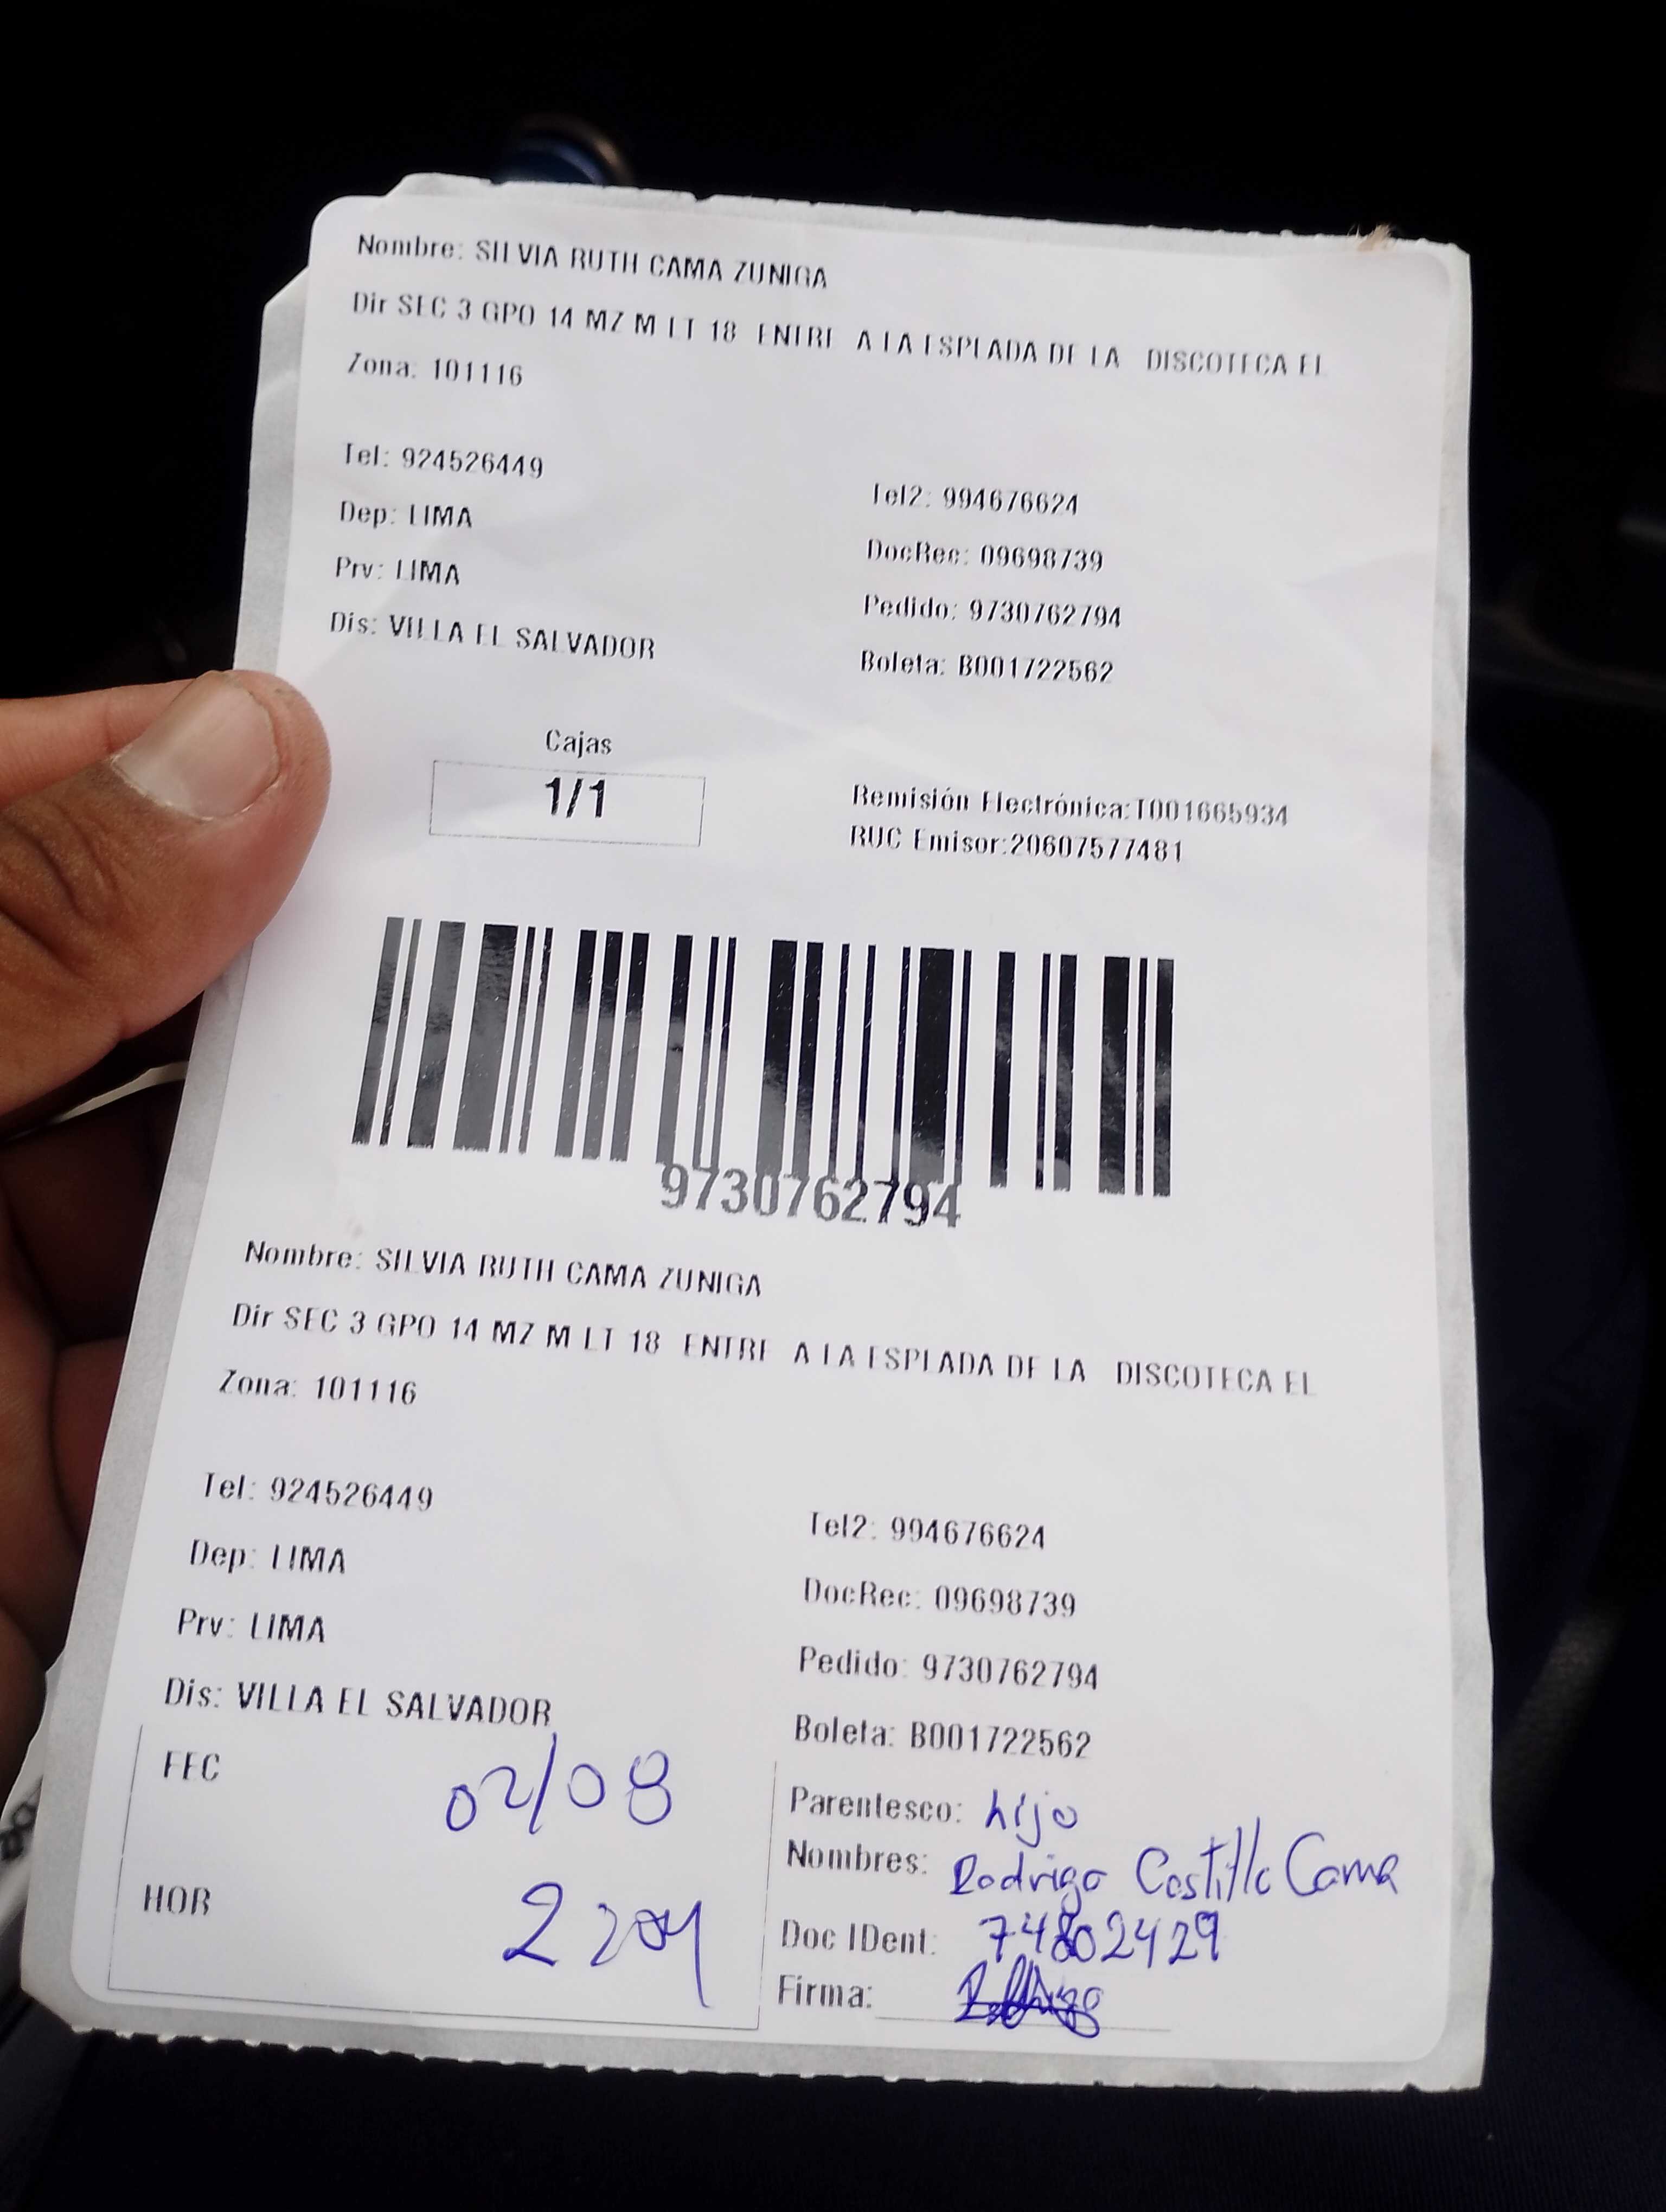 Nombre: SILVIA RUTH CAMA ZUNIGA
Dir SEC 3 GPO 14 MZ M LT 18 ENTRE A LA ESPLADA DE LA DISCOTECA EL
Zona: 101116
Tel: 924526449
Tel2: 994676624
Dep: LIMA
DocRec: 09698739
Prv: LIMA
Pedido: 9730762794
Dis: VILLA EL SALVADOR
Boleta: B001722562
Cajas
1/1
Remisión Electrónica:T001665934
RUC Emisor:20607577481
9730762794
Nombre: SILVIA RUTH CAMA ZUNIGA
Dir SEC 3 GPO 14 MZ M LT 18 ENTRE A LA ESPLADA DE LA DISCOTECA EL
Zona: 101116
Tel: 924526449
Tel2: 994676624
Dep: LIMA
DocRec: 09698739
Prv: LIMA
Pedido: 9730762794
Dis: VILLA EL SALVADOR
Boleta: B001722562
FEC 02/08
Parentesco: hijo
Nombres: Rodrigo Castillo Cama
HOR
Doc IDent: 74802429
Firma: